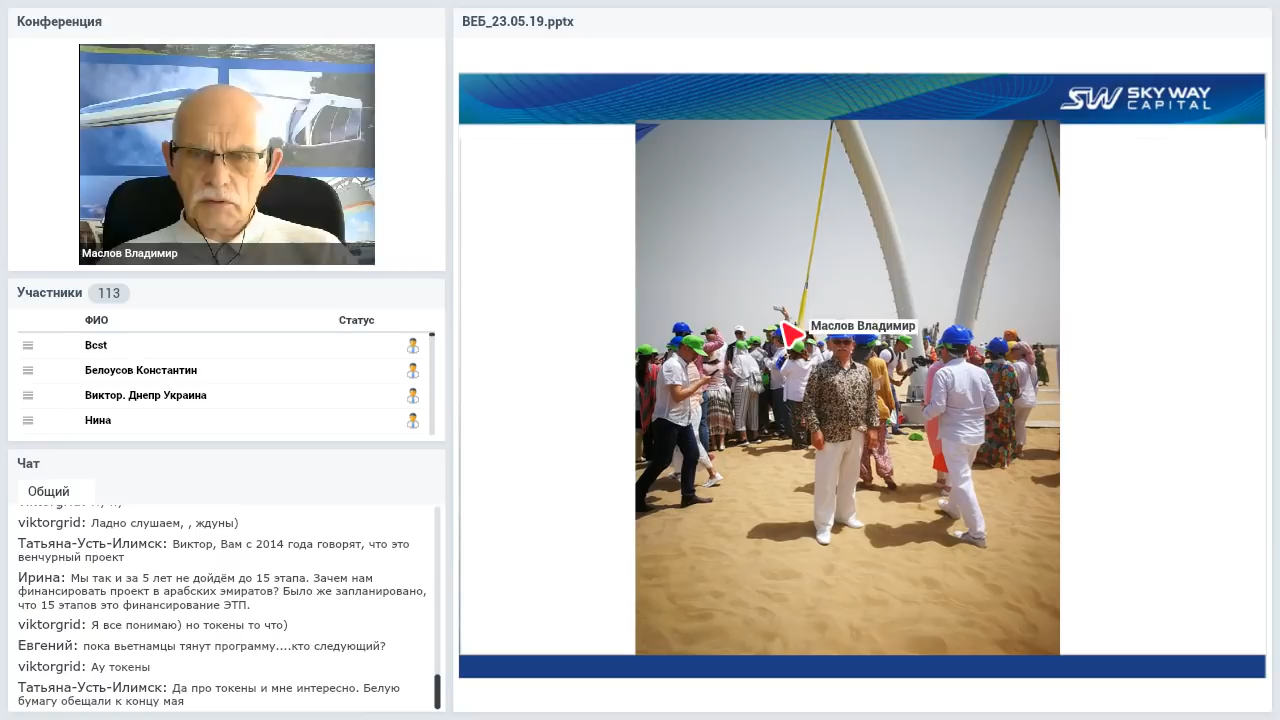 Конференция
Маслов Владимир
Участники 113
ФИО Статус
Bcst
Белоусов Константин
Виктор. Днепр Украина
Нина
Чат
Общий
viktorgrid: Ладно слушаем, , ждуны)
Татьяна-Усть-Илимск: Виктор, Вам с 2014 года говорят, что это
венчурный проект
Ирина: Мы так и за 5 лет не дойдём до 15 этапа. Зачем нам
финансировать проект в арабских эмиратов? Было же запланировано,
что 15 этапов это финансирование ЭТП.
viktorgrid: Я все понимаю) но токены то что)
Евгений: пока вьетнамцы тянут программу....кто следующий?
viktorgrid: Ау токены
Татьяна-Усть-Илимск: Да про токены и мне интересно. Белую
бумагу обещали к концу мая
ВЕБ_23.05.19.pptx
SW SKY WAY
CAPITAL
Маслов Владимир